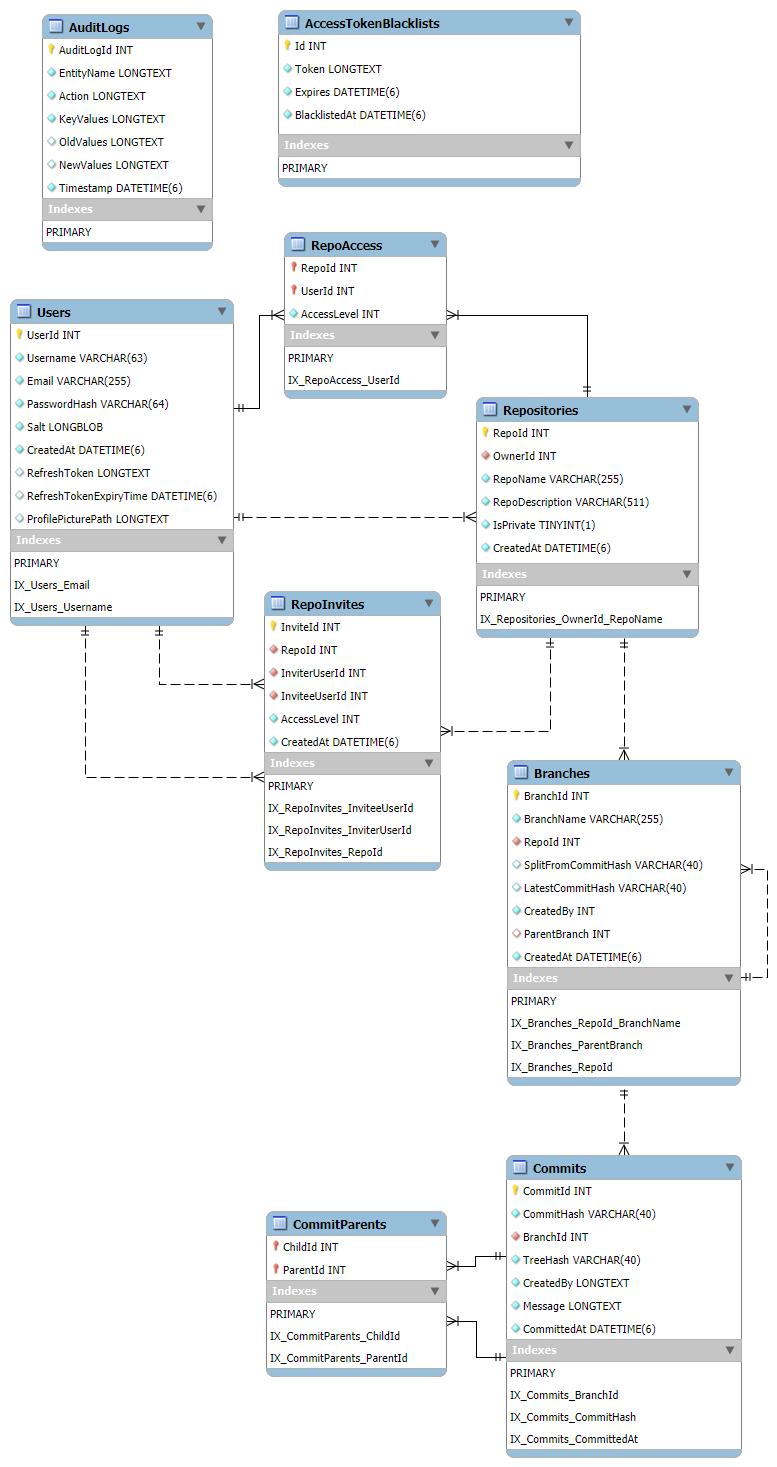 AuditLogs
AuditLogId INT
EntityName LONGTEXT
Action LONGTEXT
KeyValues LONGTEXT
OldValues LONGTEXT
NewValues LONGTEXT
Timestamp DATETIME(6)
Indexes
PRIMARY
AccessTokenBlacklists
Id INT
Token LONGTEXT
Expires DATETIME(6)
BlacklistedAt DATETIME(6)
Indexes
PRIMARY
RepoAccess
RepoId INT
UserId INT
AccessLevel INT
Indexes
PRIMARY
IX_RepoAccess_UserId
Users
UserId INT
Username VARCHAR(63)
Email VARCHAR(255)
PasswordHash VARCHAR(64)
Salt LONGBLOB
CreatedAt DATETIME(6)
RefreshToken LONGTEXT
RefreshTokenExpiryTime DATETIME(6)
ProfilePicturePath LONGTEXT
Indexes
PRIMARY
IX_Users_Email
IX_Users_Username
Repositories
RepoId INT
OwnerId INT
RepoName VARCHAR(255)
RepoDescription VARCHAR(511)
IsPrivate TINYINT(1)
CreatedAt DATETIME(6)
Indexes
PRIMARY
IX_Repositories_OwnerId_RepoName
RepoInvites
InviteId INT
RepoId INT
InviterUserId INT
InviteeUserId INT
AccessLevel INT
CreatedAt DATETIME(6)
Indexes
PRIMARY
IX_RepoInvites_InviteeUserId
IX_RepoInvites_InviterUserId
IX_RepoInvites_RepoId
Branches
BranchId INT
BranchName VARCHAR(255)
RepoId INT
SplitFromCommitHash VARCHAR(40)
LatestCommitHash VARCHAR(40)
CreatedBy INT
ParentBranch INT
CreatedAt DATETIME(6)
Indexes
PRIMARY
IX_Branches_RepoId_BranchName
IX_Branches_ParentBranch
IX_Branches_RepoId
Commits
CommitId INT
CommitHash VARCHAR(40)
BranchId INT
TreeHash VARCHAR(40)
CreatedBy LONGTEXT
Message LONGTEXT
CommittedAt DATETIME(6)
Indexes
PRIMARY
IX_Commits_BranchId
IX_Commits_CommitHash
IX_Commits_CommittedAt
CommitParents
ChildId INT
ParentId INT
Indexes
PRIMARY
IX_CommitParents_ChildId
IX_CommitParents_ParentId